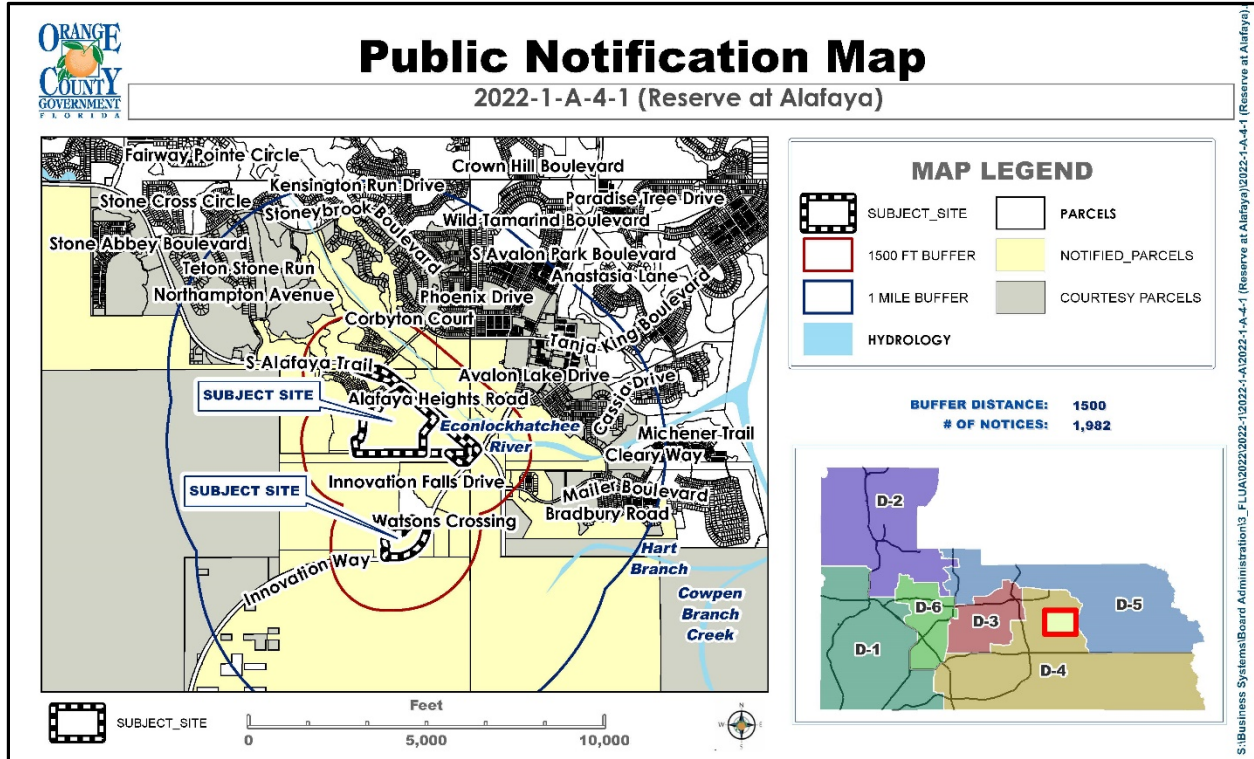 ORANGE
COUNTY
GOVERNMENT
FLORIDA
Public Notification Map
2022-1-A-4-1 (Reserve at Alafaya)
Fairway Pointe Circle
Crown Hill Boulevard
Kensington Run Drive
Stone Cross Circle
Paradise Tree Drive
Stoneybrook Boulevard
Wild Tamarind Boulevard
Stone Abbey Boulevard
S Avalon Park Boulevard
Teton Stone Run
Anastasia Lane
Northampton Avenue
Phoenix Drive
Corbyton Court
Tanja King Boulevard
S Alafaya Trail
Avalon Lake Drive
SUBJECT SITE
Alafaya Heights Road
Cassia Drive
Econlockhatchee
River
Michener Trail
Cleary Way
SUBJECT SITE
Innovation Falls Drive
Mailer Boulevard
Watsons Crossing
Bradbury Road
Innovation Way
Hart
Branch
Cowpen
Branch
Creek
SUBJECT_SITE
Feet
0 5,000 10,000
N
W E
S
MAP LEGEND
SUBJECT_SITE
1500 FT BUFFER
1 MILE BUFFER
HYDROLOGY
PARCELS
NOTIFIED_PARCELS
COURTESY PARCELS
BUFFER DISTANCE: 1500
# OF NOTICES: 1,982
D-2
D-6
D-5
D-3
D-1
D-4
S:\Business Systems\Board Administration\3_FLUA\2022\2022-1\2022-1-A\2022-1-A-4-1 (Reserve at Alafaya)\2022-1-A-4-1 (Reserve at Alafaya).